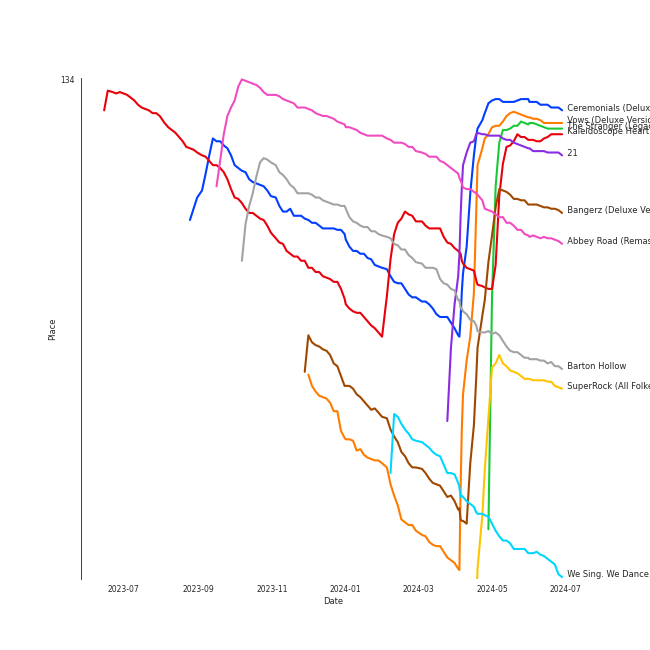 134
Place
Ceremonials (Delux
Vows (Deluxe Versio
The Stranger (Legac
Kaleidoscope Heart
21
Bangerz (Deluxe Ve
Abbey Road (Remas
Barton Hollow
SuperRock (All Folke
We Sing. We Dance.
2023-07 2023-09 2023-11 2024-01 2024-03 2024-05 2024-07
Date